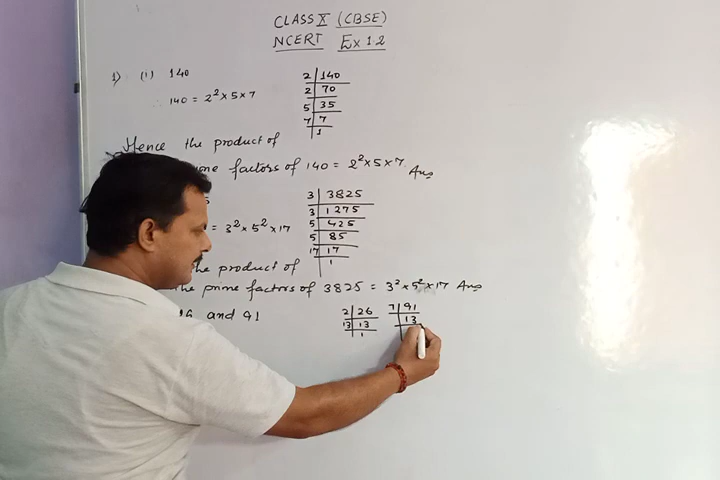 CLASS X (CBSE)
NCERT Ex 1.2
1) (i) 140
140 = 2² × 5 × 7
2 | 140
2 | 70
5 | 35
7 | 7
1
Hence the product of
factors of 140 = 2² × 5 × 7. Ans
= 3² × 5² × 17
3 | 3825
3 | 1275
5 | 425
5 | 85
17 | 17
1
the product of
the prime factors of 3825 = 3² × 5² × 17 Ans
and 91
2 | 26
13 | 13
1
7 | 91
13